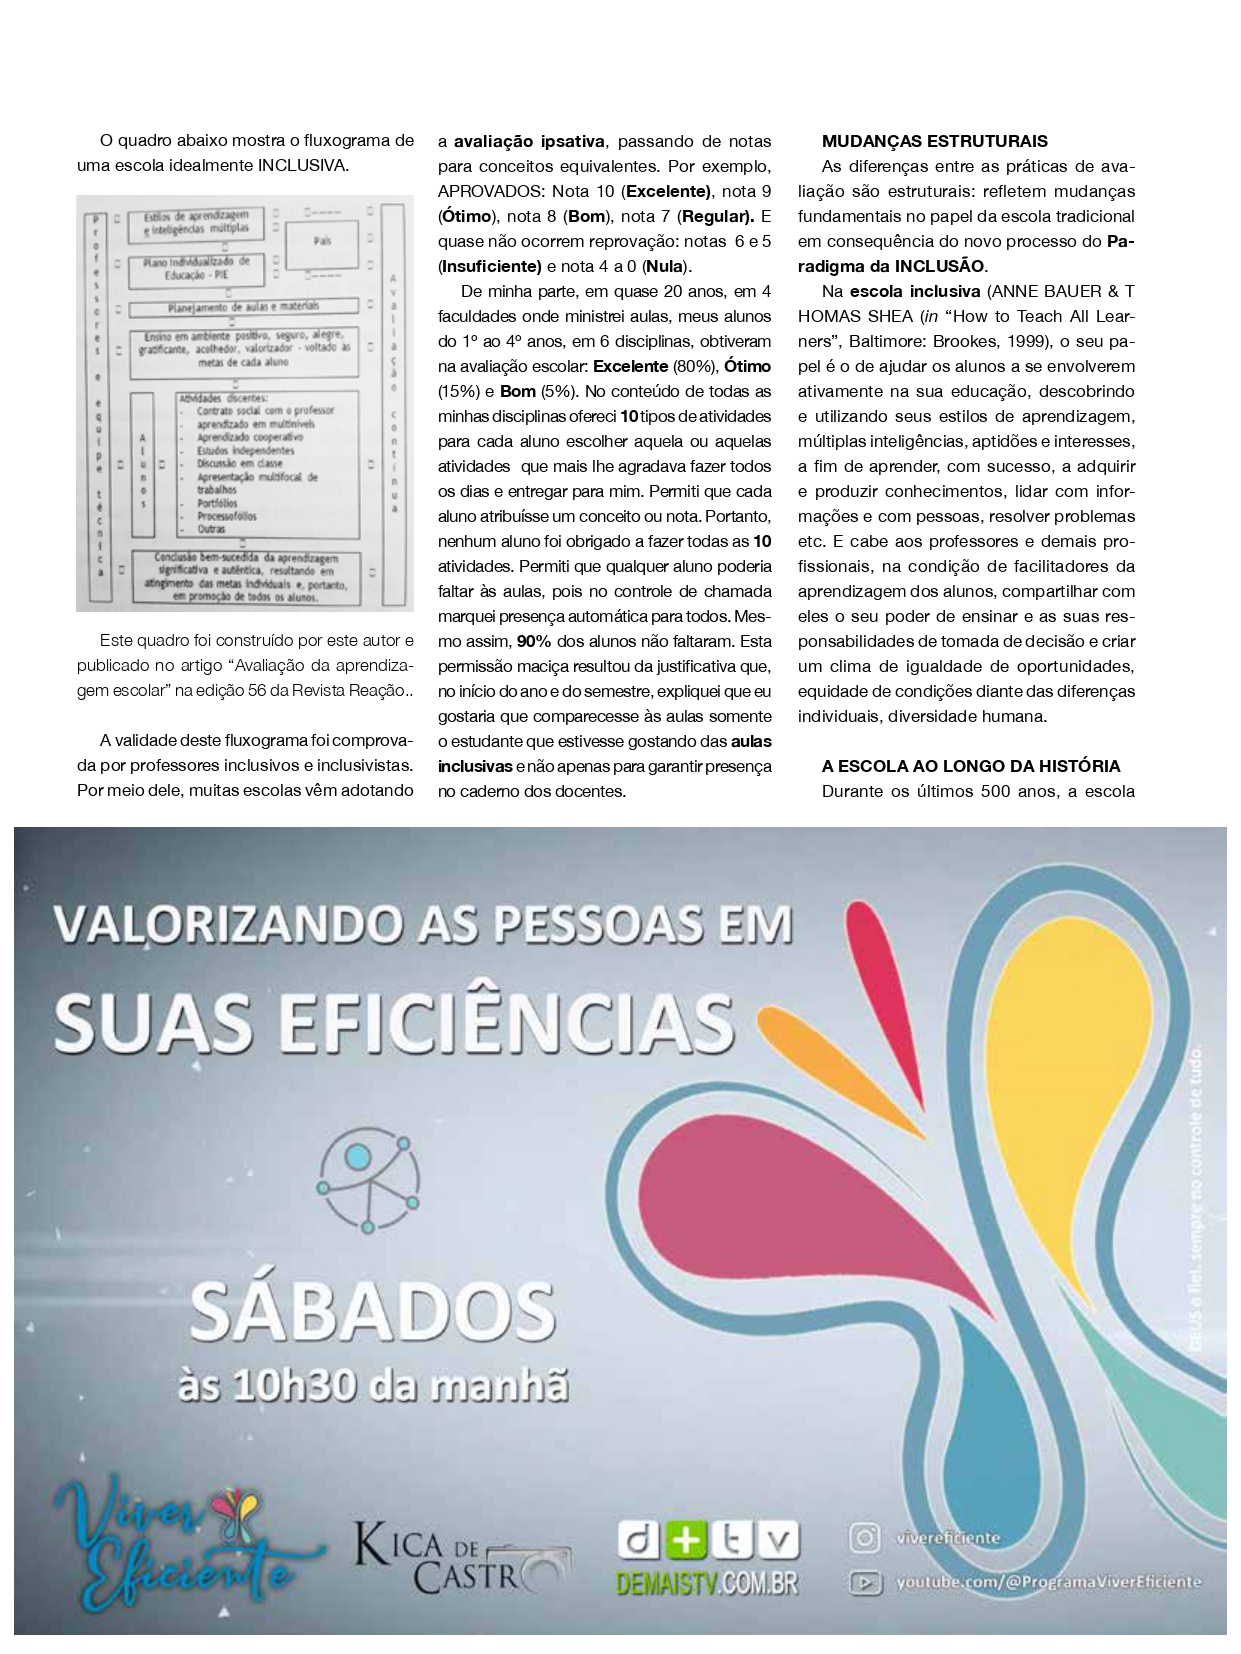 O quadro abaixo mostra o fluxograma de
uma escola idealmente INCLUSIVA.
Professores e equipe técnica
Estilos de aprendizagem
e inteligências múltiplas
Pais
Plano Individualizado de
Educação - PIE
Planejamento de aulas e materiais
Ensino em ambiente positivo, seguro, alegre,
gratificante, acolhedor, valorizador - voltado às
metas de cada aluno
Alunos
Atividades discentes:
- Contrato social com o professor
- aprendizado em multiníveis
- Aprendizado cooperativo
- Estudos independentes
- Discussão em classe
- Apresentação multifocal de
trabalhos
- Portfólios
- Processofólios
- Outras
Conclusão bem-sucedida da aprendizagem
significativa e autêntica, resultando em
atingimento das metas individuais e, portanto,
em promoção de todos os alunos.
Avaliação contínua
Este quadro foi construído por este autor e
publicado no artigo “Avaliação da aprendiza-
gem escolar” na edição 56 da Revista Reação..
A validade deste fluxograma foi comprova-
da por professores inclusivos e inclusivistas.
Por meio dele, muitas escolas vêm adotando
a avaliação ipsativa, passando de notas
para conceitos equivalentes. Por exemplo,
APROVADOS: Nota 10 (Excelente), nota 9
(Ótimo), nota 8 (Bom), nota 7 (Regular). E
quase não ocorrem reprovação: notas 6 e 5
(Insuficiente) e nota 4 a 0 (Nula).
De minha parte, em quase 20 anos, em 4
faculdades onde ministrei aulas, meus alunos
do 1º ao 4º anos, em 6 disciplinas, obtiveram
na avaliação escolar: Excelente (80%), Ótimo
(15%) e Bom (5%). No conteúdo de todas as
minhas disciplinas ofereci 10 tipos de atividades
para cada aluno escolher aquela ou aquelas
atividades que mais lhe agradava fazer todos
os dias e entregar para mim. Permiti que cada
aluno atribuísse um conceito ou nota. Portanto,
nenhum aluno foi obrigado a fazer todas as 10
atividades. Permiti que qualquer aluno poderia
faltar às aulas, pois no controle de chamada
marquei presença automática para todos. Mes-
mo assim, 90% dos alunos não faltaram. Esta
permissão maciça resultou da justificativa que,
no início do ano e do semestre, expliquei que eu
gostaria que comparecesse às aulas somente
o estudante que estivesse gostando das aulas
inclusivas e não apenas para garantir presença
no caderno dos docentes.
MUDANÇAS ESTRUTURAIS
As diferenças entre as práticas de ava-
liação são estruturais: refletem mudanças
fundamentais no papel da escola tradicional
em consequência do novo processo do Pa-
radigma da INCLUSÃO.
Na escola inclusiva (ANNE BAUER & T
HOMAS SHEA (in “How to Teach All Lear-
ners”, Baltimore: Brookes, 1999), o seu pa-
pel é o de ajudar os alunos a se envolverem
ativamente na sua educação, descobrindo
e utilizando seus estilos de aprendizagem,
múltiplas inteligências, aptidões e interesses,
a fim de aprender, com sucesso, a adquirir
e produzir conhecimentos, lidar com infor-
mações e com pessoas, resolver problemas
etc. E cabe aos professores e demais pro-
fissionais, na condição de facilitadores da
aprendizagem dos alunos, compartilhar com
eles o seu poder de ensinar e as suas res-
ponsabilidades de tomada de decisão e criar
um clima de igualdade de oportunidades,
equidade de condições diante das diferenças
individuais, diversidade humana.
A ESCOLA AO LONGO DA HISTÓRIA
Durante os últimos 500 anos, a escola
VALORIZANDO AS PESSOAS EM
SUAS EFICIÊNCIAS
SÁBADOS
às 10h30 da manhã
DEUS é fiel, sempre no controle de tudo.
Viver
Eficiente
KICA DE
CASTRO
d+tv
DEMAISTV.COM.BR
vivereficiente
youtube.com/@ProgramaViverEficiente